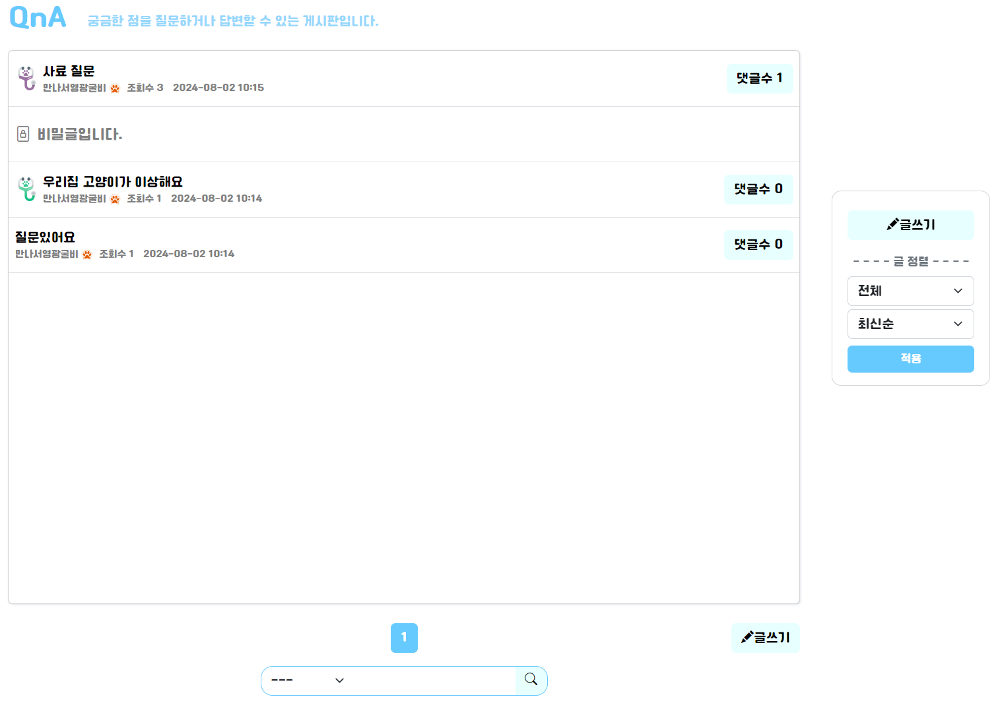 QnA 궁금한 점을 질문하거나 답변할 수 있는 게시판입니다.
사료 질문
만나서영광굴비 조회수 3 2024-08-02 10:15
댓글수 1
비밀글입니다.
우리집 고양이가 이상해요
만나서영광굴비 조회수 1 2024-08-02 10:14
댓글수 0
질문있어요
만나서영광굴비 조회수 1 2024-08-02 10:14
댓글수 0
글쓰기
- - - - 글 정렬 - - - -
전체
최신순
적용
1
글쓰기
---